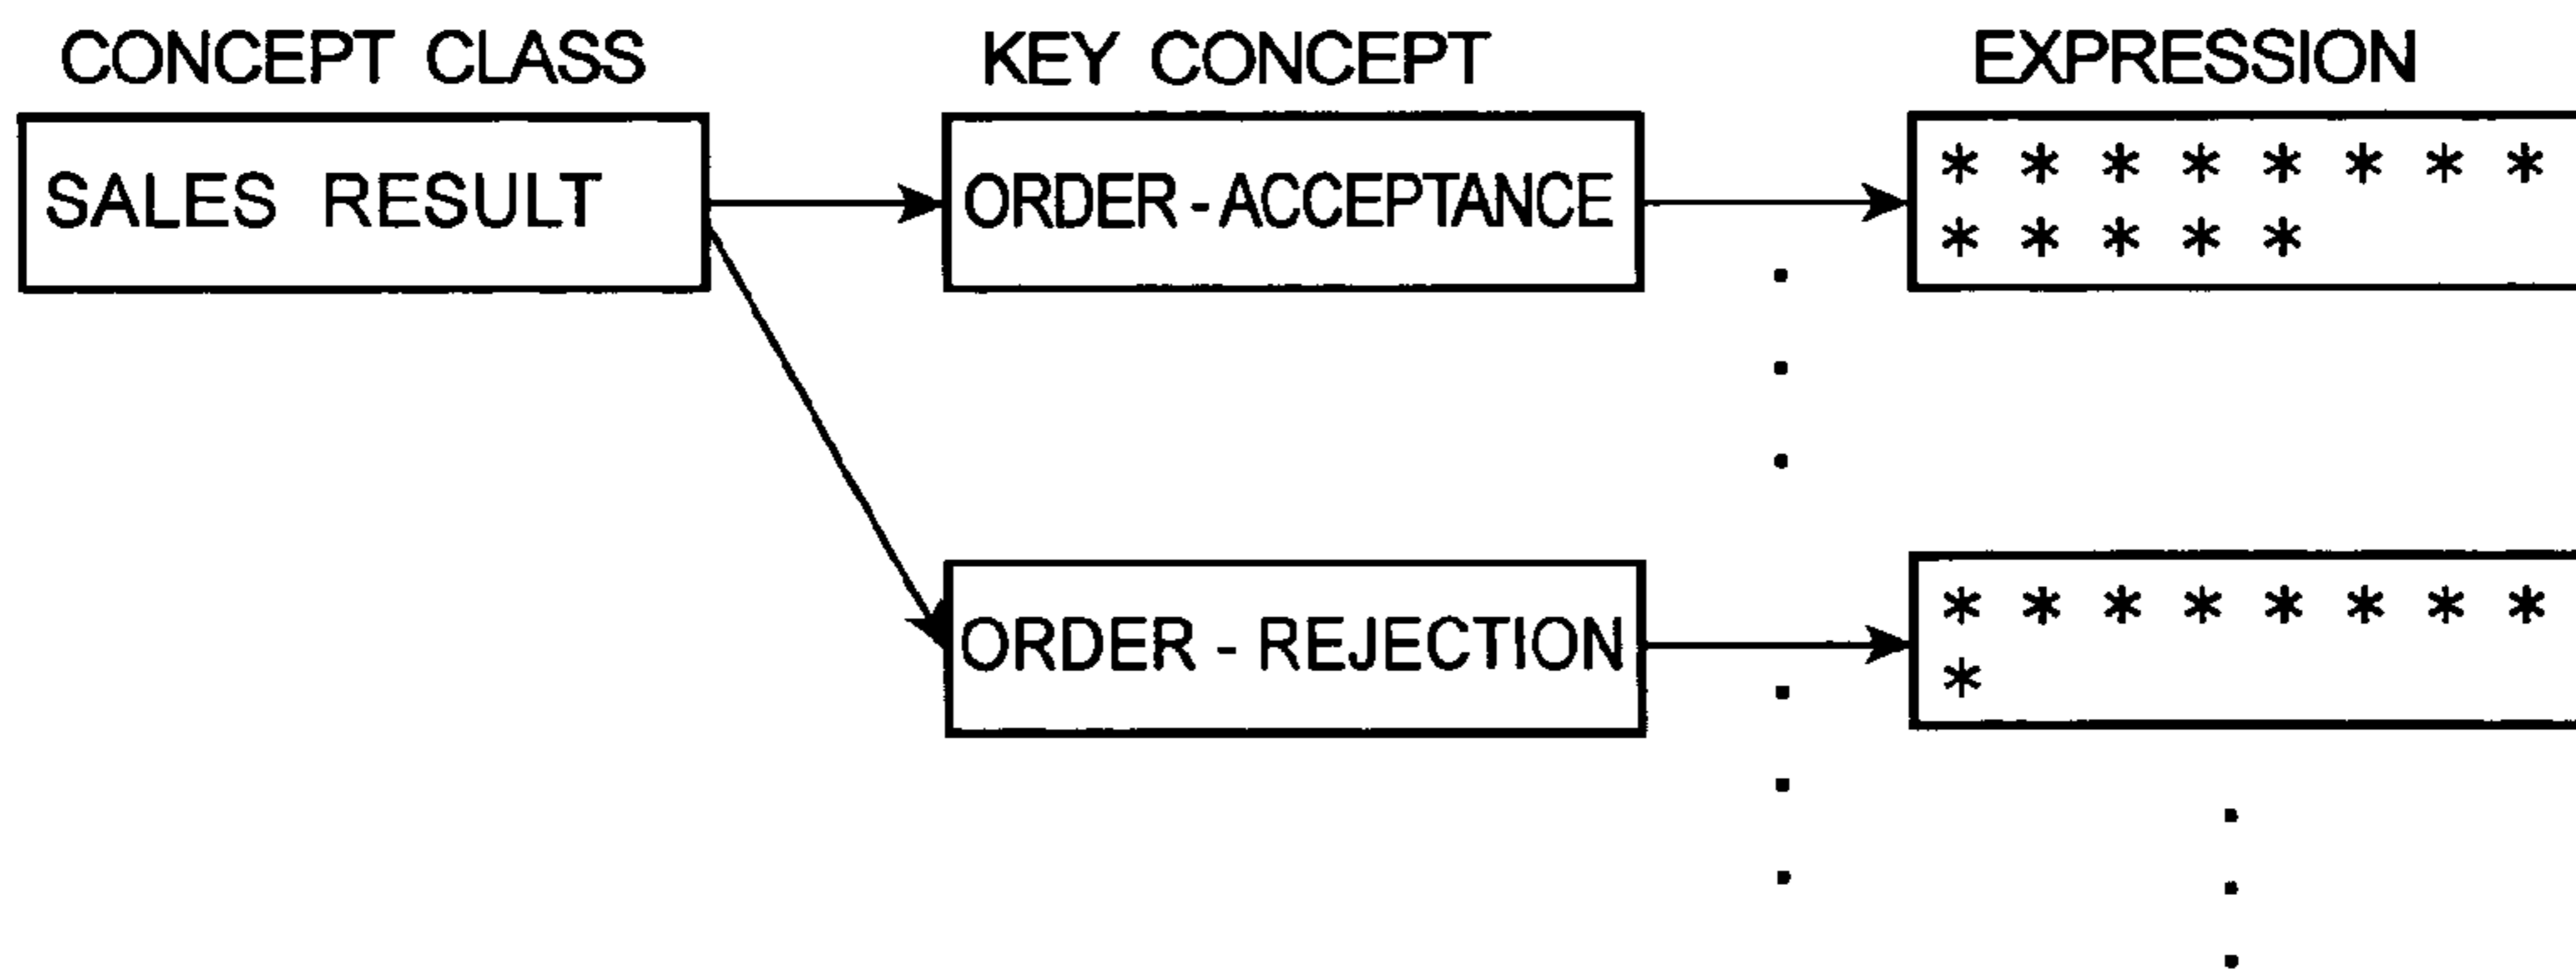 CONCEPT CLASS KEY CONCEPT EXPRESSION
SALES RESULT ORDER - ACCEPTANCE * * * * * * * *
* * * * *
ORDER - REJECTION * * * * * * * *
*